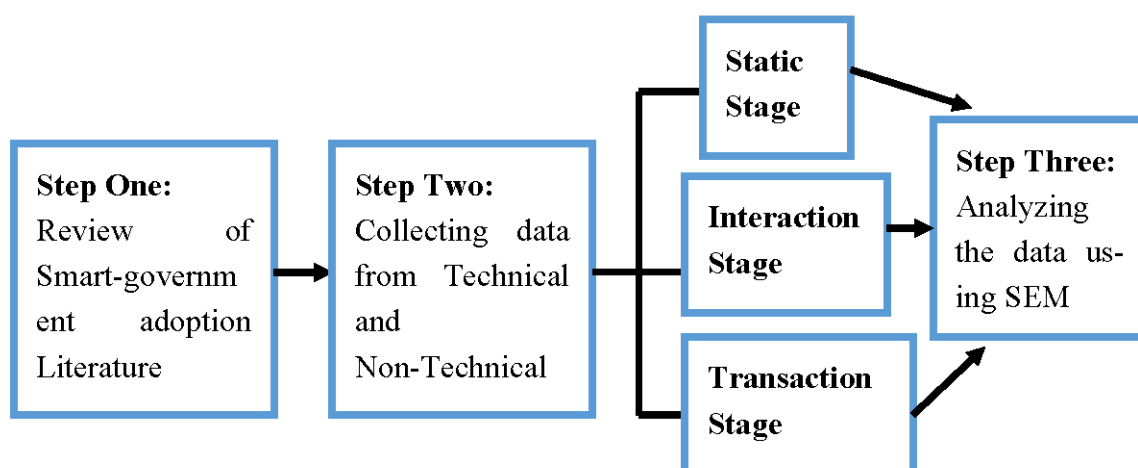 Step One:
Review of
Smart-governm
ent adoption
Literature
Step Two:
Collecting data
from Technical
and
Non-Technical
Static
Stage
Interaction
Stage
Transaction
Stage
Step Three:
Analyzing
the data us-
ing SEM